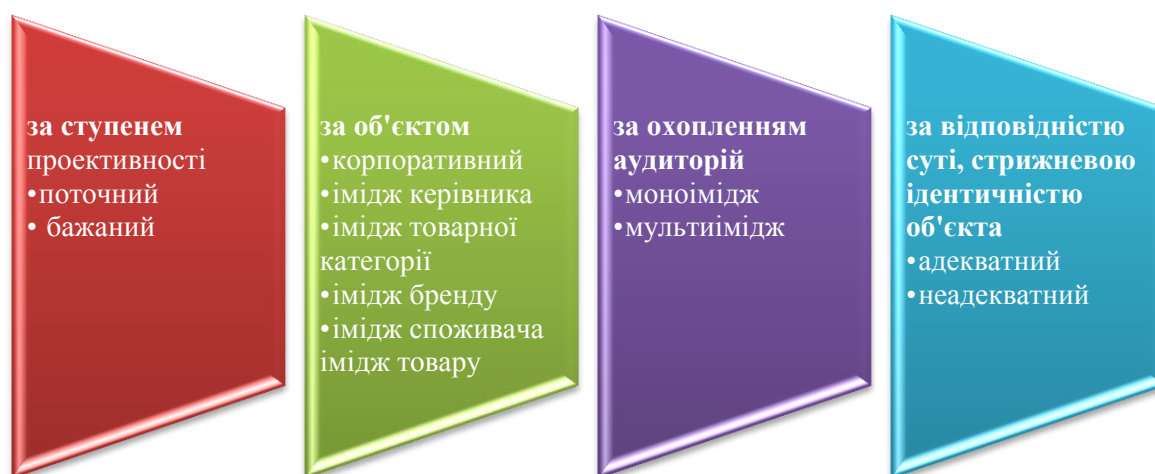 за ступенем
проективності
•поточний
• бажаний
за об'єктом
•корпоративний
•імідж керівника
•імідж товарної
категорії
•імідж бренду
•імідж споживача
імідж товару
за охопленням
аудиторій
•моноімідж
•мультиімідж
за відповідністю
суті, стрижневою
ідентичністю
об'єкта
•адекватний
•неадекватний